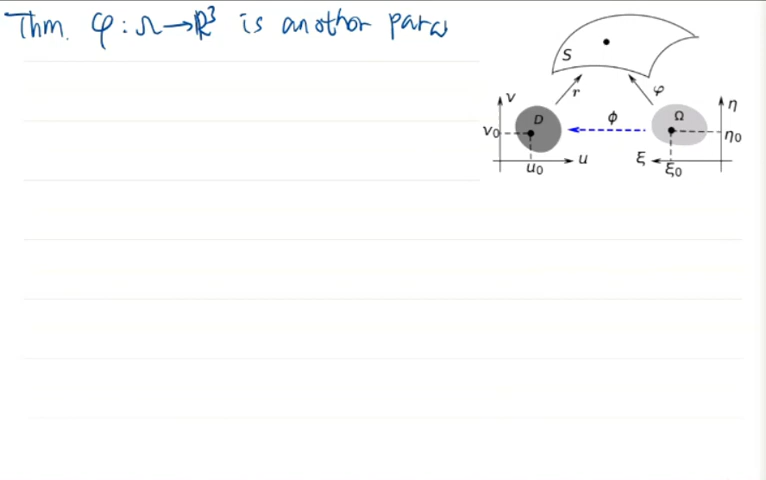 Thm. φ : Ω → ℝ³ is another para
S
r
φ
v
D
v₀
u₀
u
ϕ
Ω
η
η₀
ξ
ξ₀